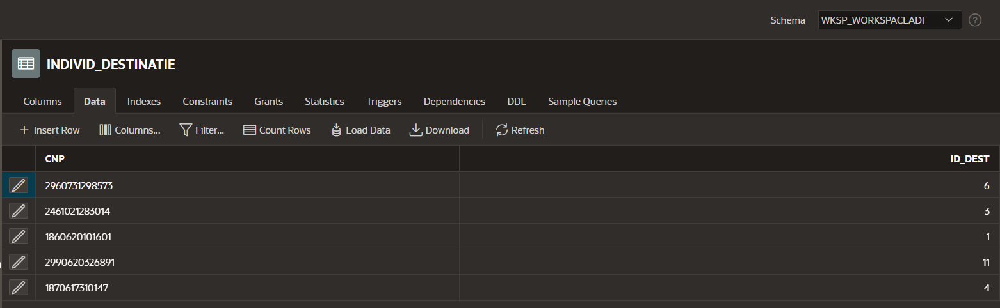 Schema WKSP_WORKSPACEADI ?
INDIVID_DESTINATIE
Columns Data Indexes Constraints Grants Statistics Triggers Dependencies DDL Sample Queries
+ Insert Row Columns... Filter... Count Rows Load Data Download Refresh
CNP ID_DEST
2960731298573 6
2461021283014 3
1860620101601 1
2990620326891 11
1870617310147 4